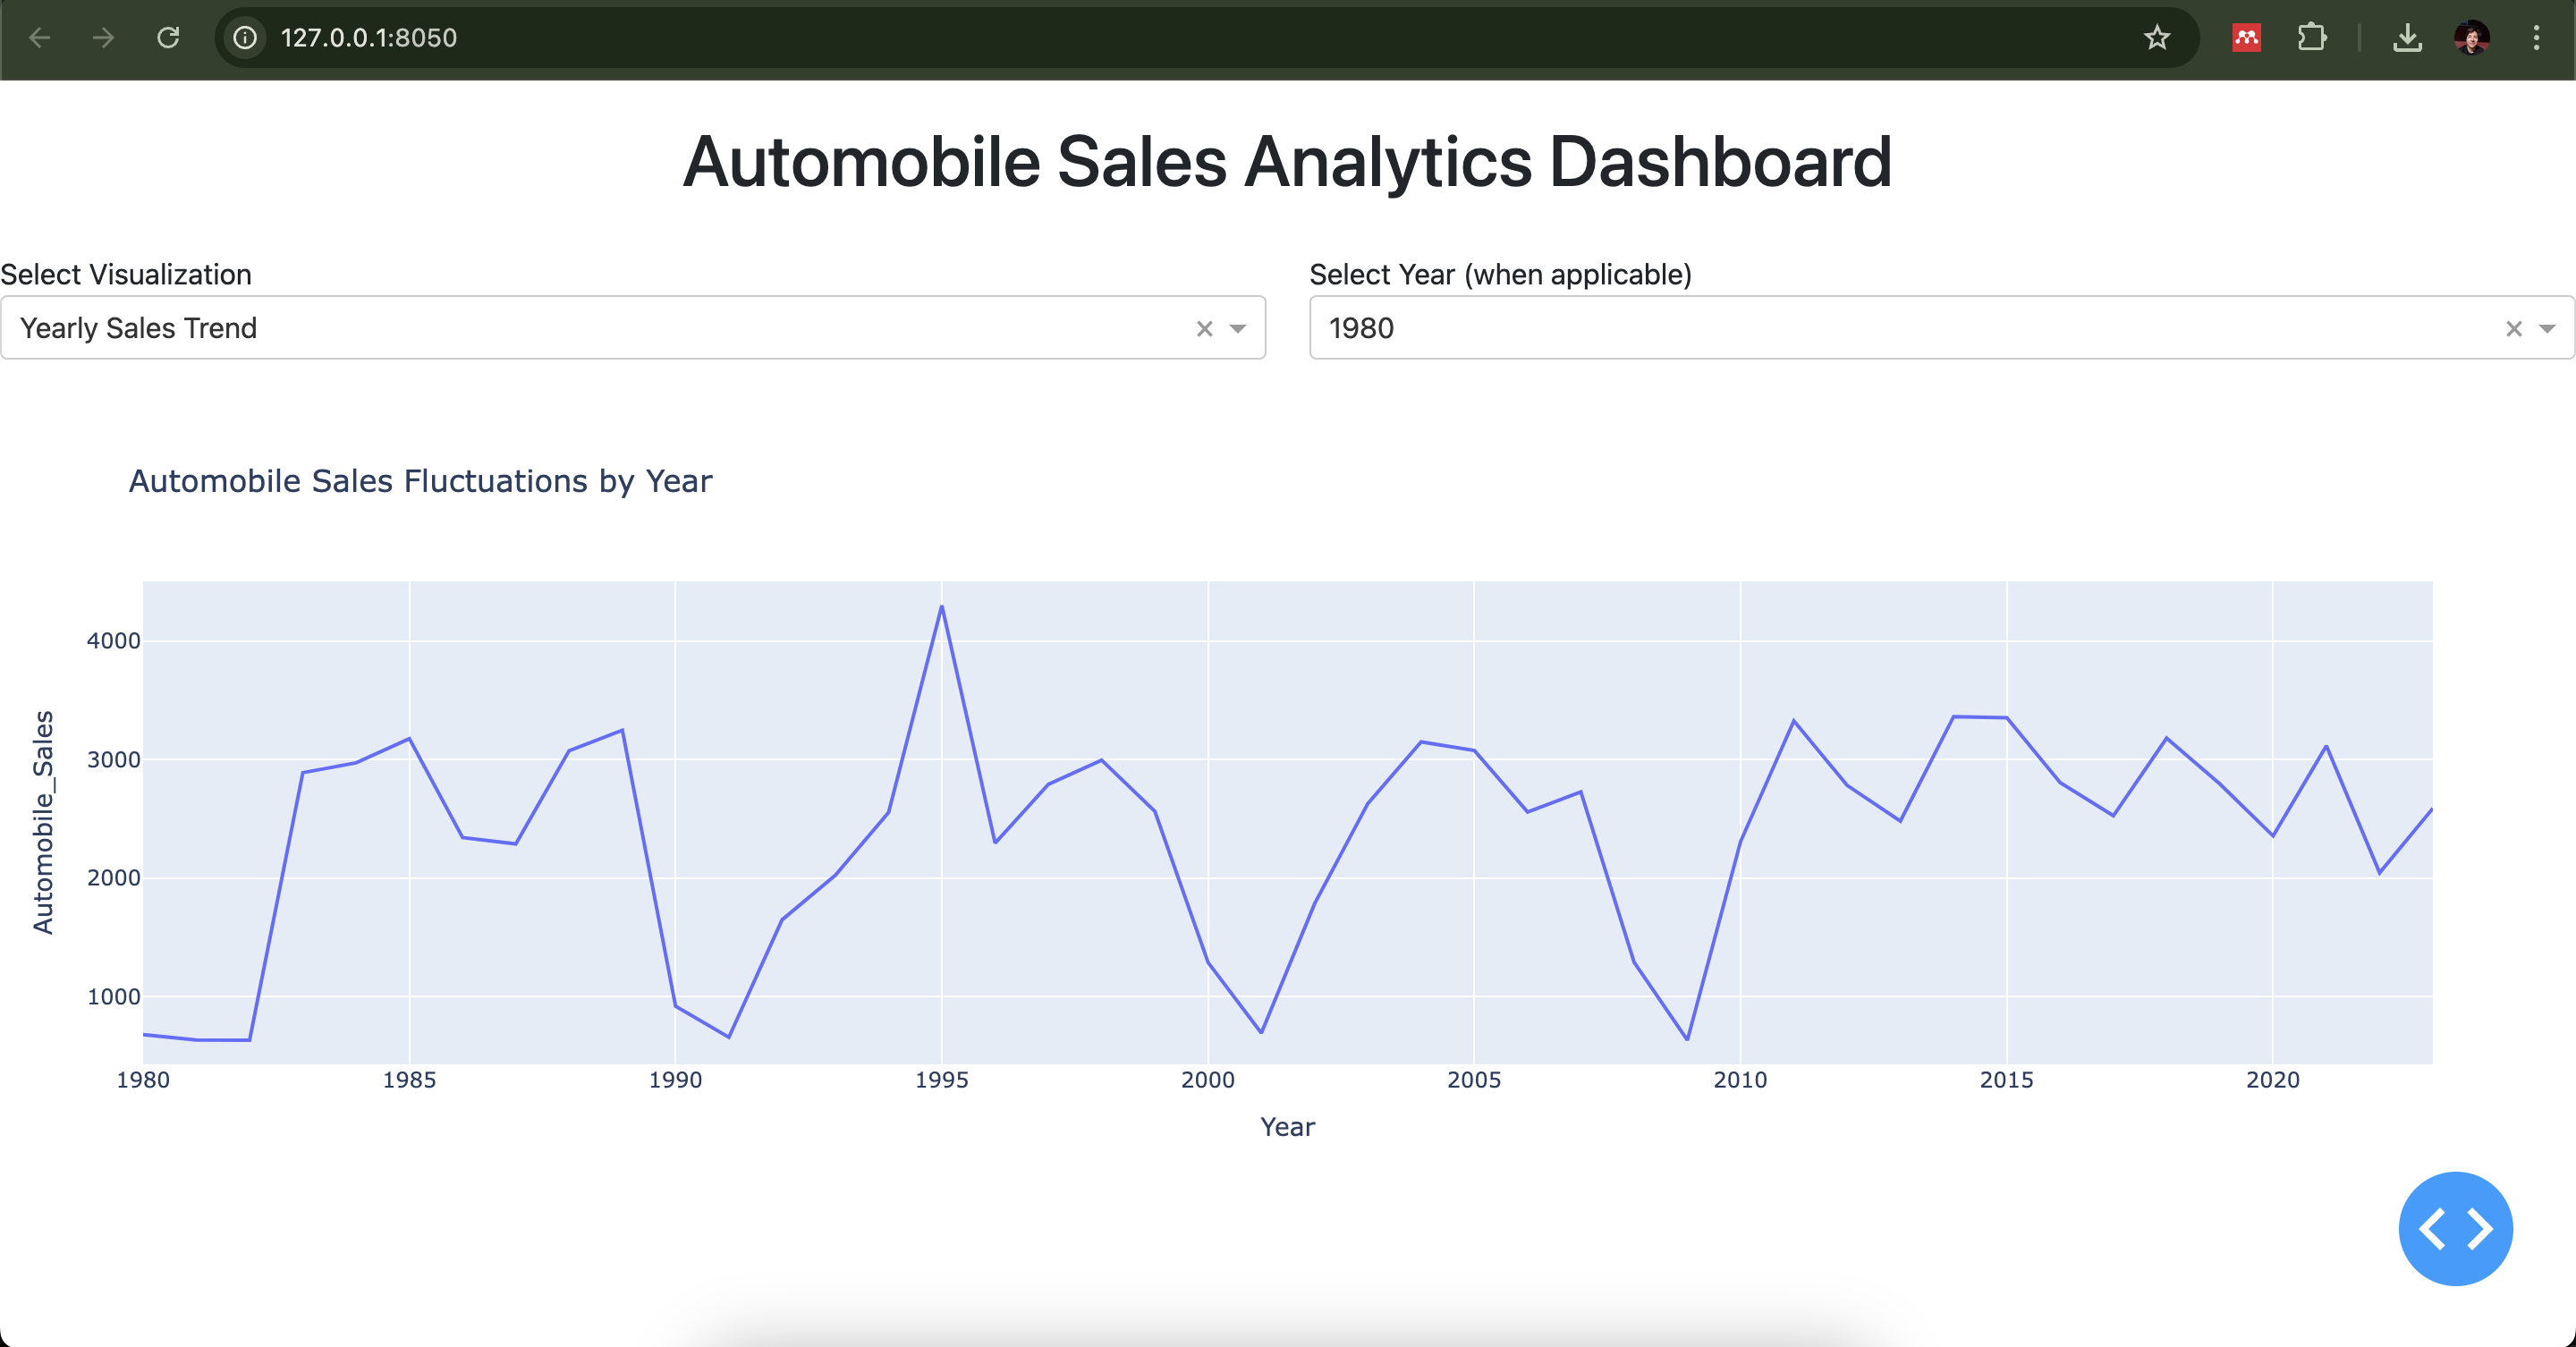 127.0.0.1:8050
Automobile Sales Analytics Dashboard
Select Visualization
Select Year (when applicable)
Yearly Sales Trend
1980
Automobile Sales Fluctuations by Year
4000
3000
2000
1000
Automobile_Sales
1980 1985 1990 1995 2000 2005 2010 2015 2020
Year